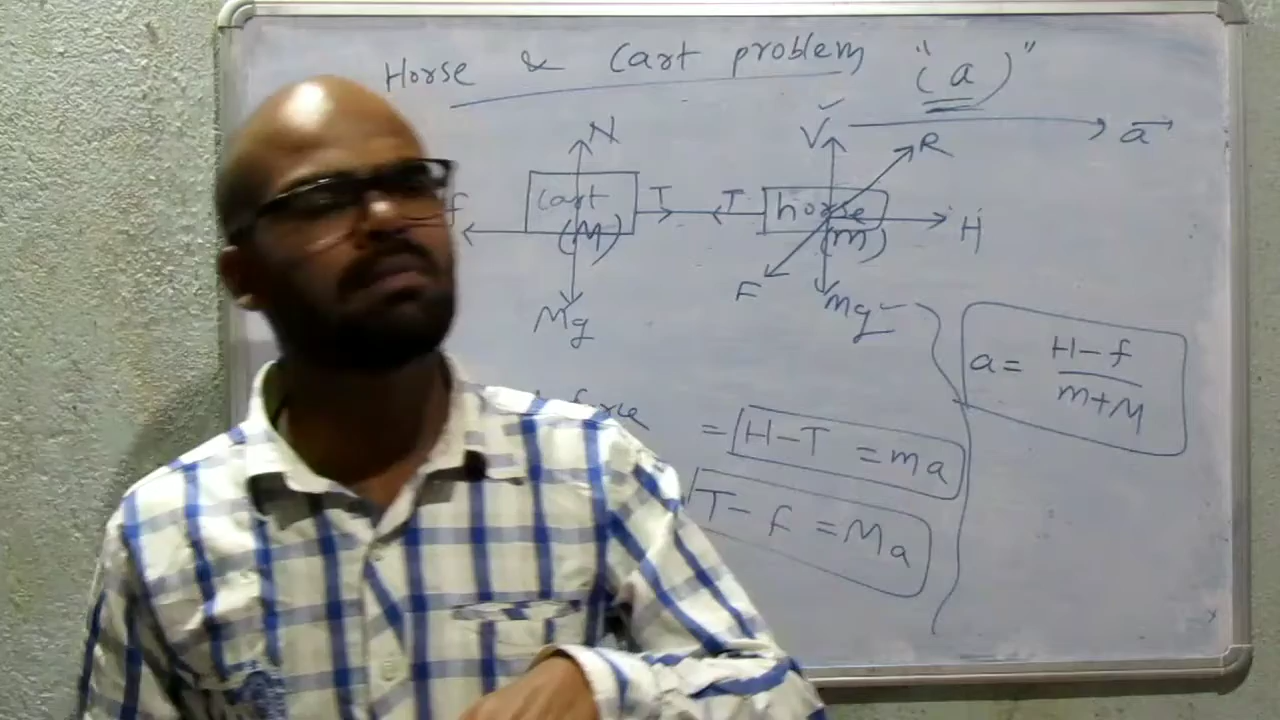 Horse & Cart problem "(a)"
N V R a
f cart T T horse H
(M) (m)
F
Mg mg
a = H-f / m+M
force = H-T = ma
T-f = Ma